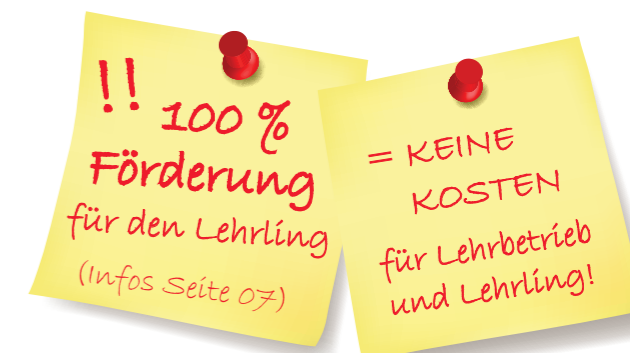 !! 100 %
Förderung
für den Lehrling
(Infos Seite 07)
= KEINE
KOSTEN
für Lehrbetrieb
und Lehrling!